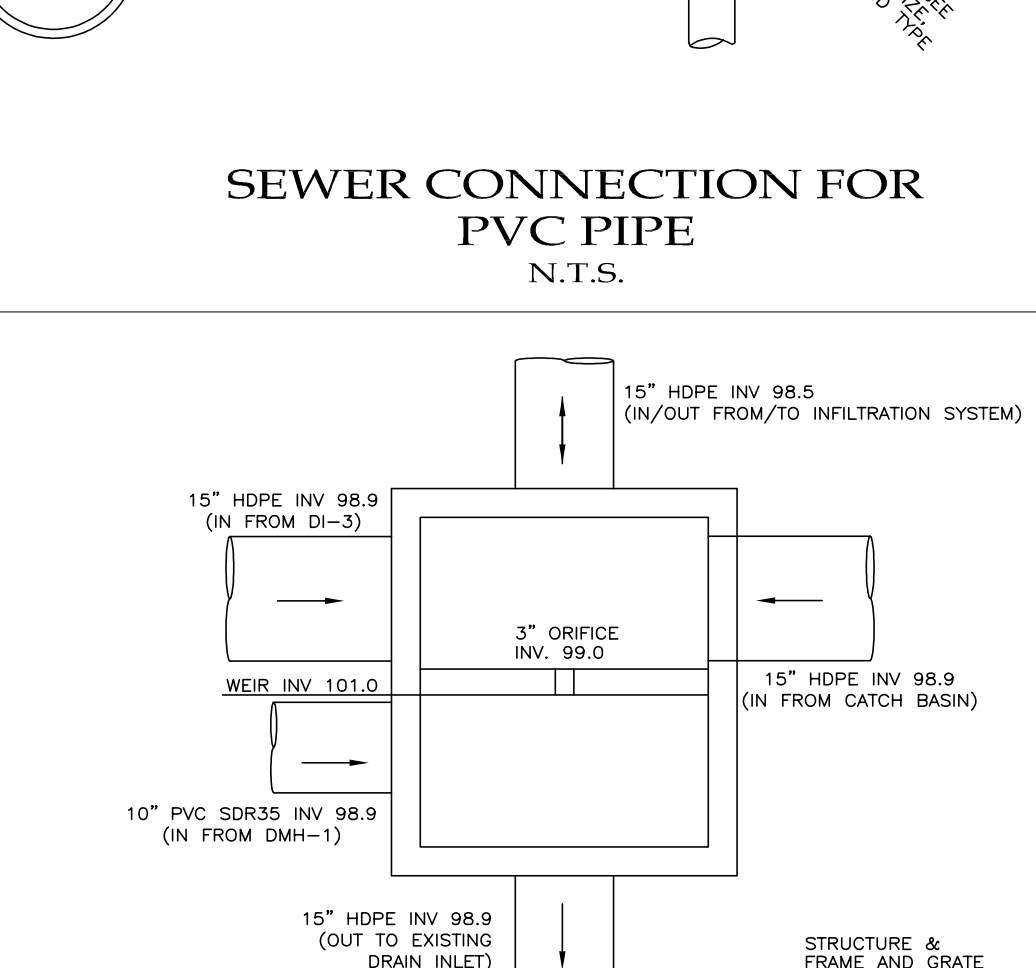 SEE
IZE,
D TYPE
SEWER CONNECTION FOR
PVC PIPE
N.T.S.
15" HDPE INV 98.5
(IN/OUT FROM/TO INFILTRATION SYSTEM)
15" HDPE INV 98.9
(IN FROM DI-3)
3" ORIFICE
INV. 99.0
WEIR INV 101.0
15" HDPE INV 98.9
(IN FROM CATCH BASIN)
10" PVC SDR35 INV 98.9
(IN FROM DMH-1)
15" HDPE INV 98.9
(OUT TO EXISTING
DRAIN INLET)
STRUCTURE &
FRAME AND GRATE